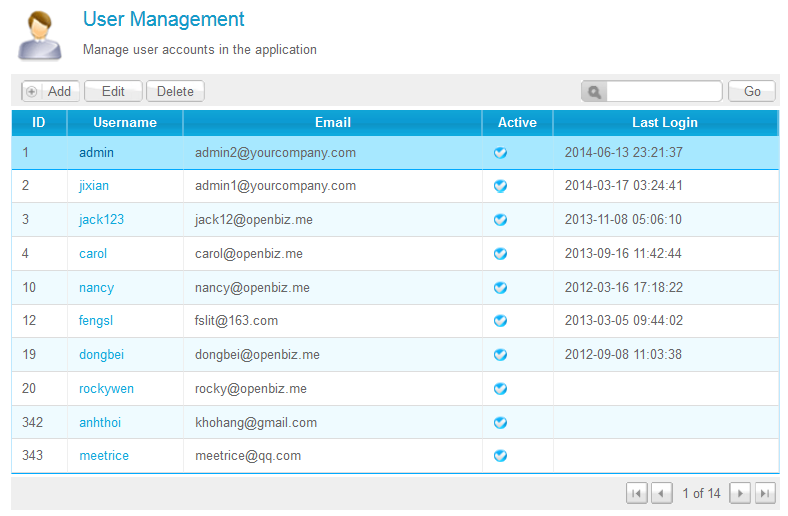 User Management
Manage user accounts in the application
Add Edit Delete Go
ID Username Email Active Last Login
1 admin admin2@yourcompany.com 2014-06-13 23:21:37
2 jixian admin1@yourcompany.com 2014-03-17 03:24:41
3 jack123 jack12@openbiz.me 2013-11-08 05:06:10
4 carol carol@openbiz.me 2013-09-16 11:42:44
10 nancy nancy@openbiz.me 2012-03-16 17:18:22
12 fengsl fslit@163.com 2013-03-05 09:44:02
19 dongbei dongbei@openbiz.me 2012-09-08 11:03:38
20 rockywen rocky@openbiz.me
342 anhthoi khohang@gmail.com
343 meetrice meetrice@qq.com
1 of 14